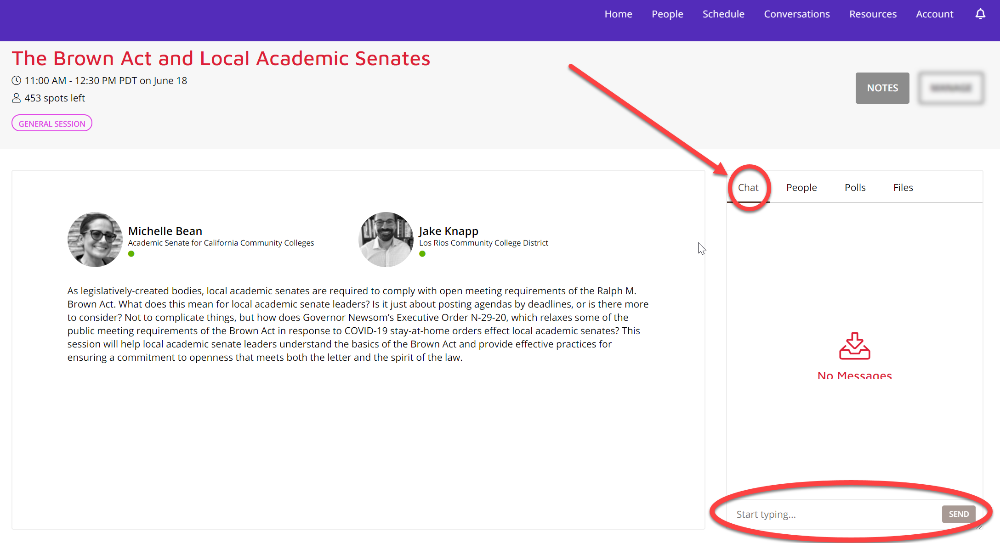 Home People Schedule Conversations Resources Account
The Brown Act and Local Academic Senates
11:00 AM - 12:30 PM PDT on June 18
453 spots left
GENERAL SESSION
NOTES
Chat People Polls Files
Michelle Bean
Academic Senate for California Community Colleges
Jake Knapp
Los Rios Community College District
As legislatively-created bodies, local academic senates are required to comply with open meeting requirements of the Ralph M.
Brown Act. What does this mean for local academic senate leaders? Is it just about posting agendas by deadlines, or is there more
to consider? Not to complicate things, but how does Governor Newsom’s Executive Order N-29-20, which relaxes some of the
public meeting requirements of the Brown Act in response to COVID-19 stay-at-home orders effect local academic senates? This
session will help local academic senate leaders understand the basics of the Brown Act and provide effective practices for
ensuring a commitment to openness that meets both the letter and the spirit of the law.
No Messages
Start typing...
SEND